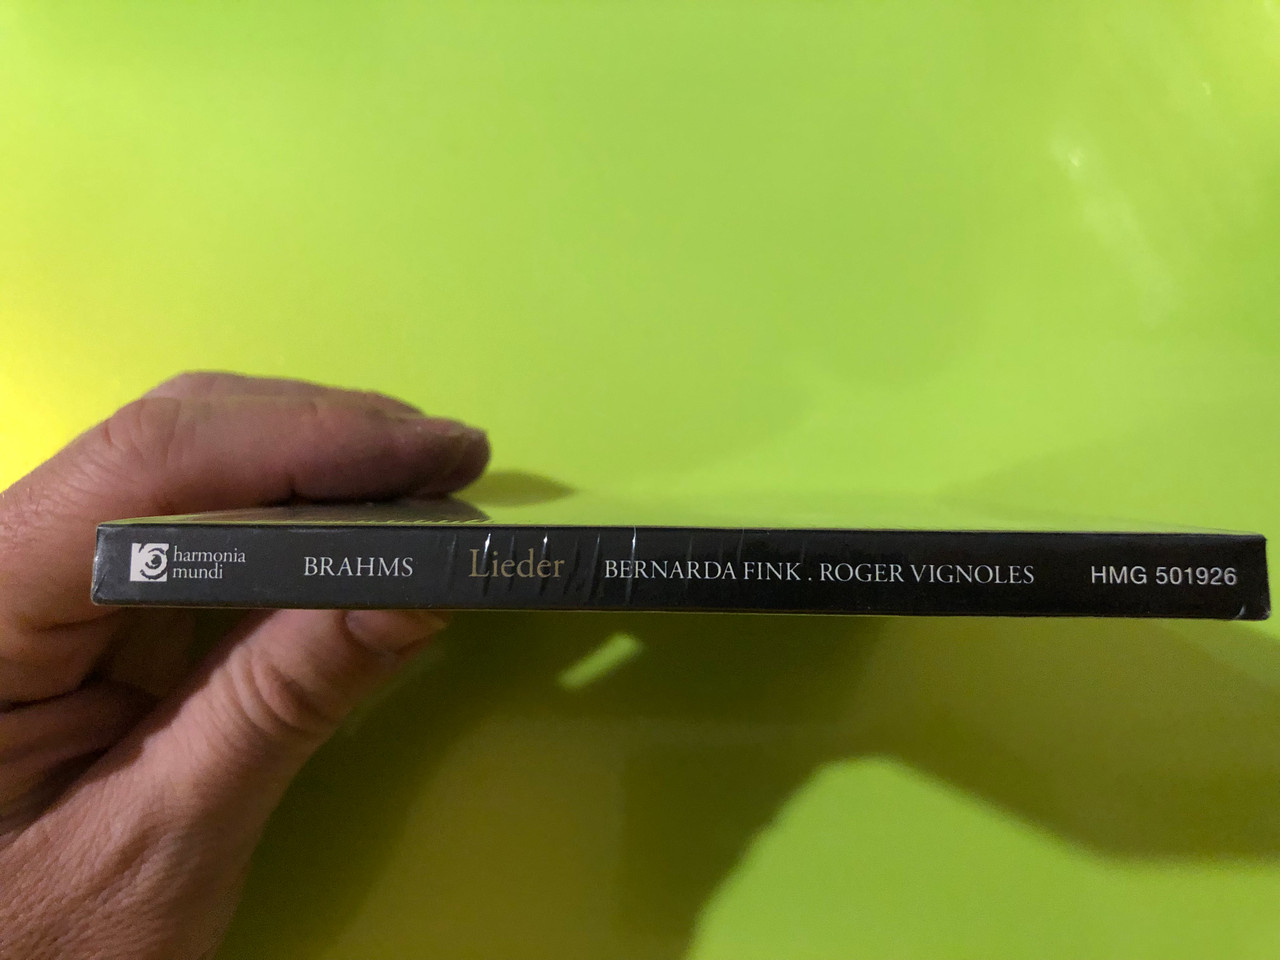 harmonia
mundi
BRAHMS Lieder BERNARDA FINK . ROGER VIGNOLES HMG 501926